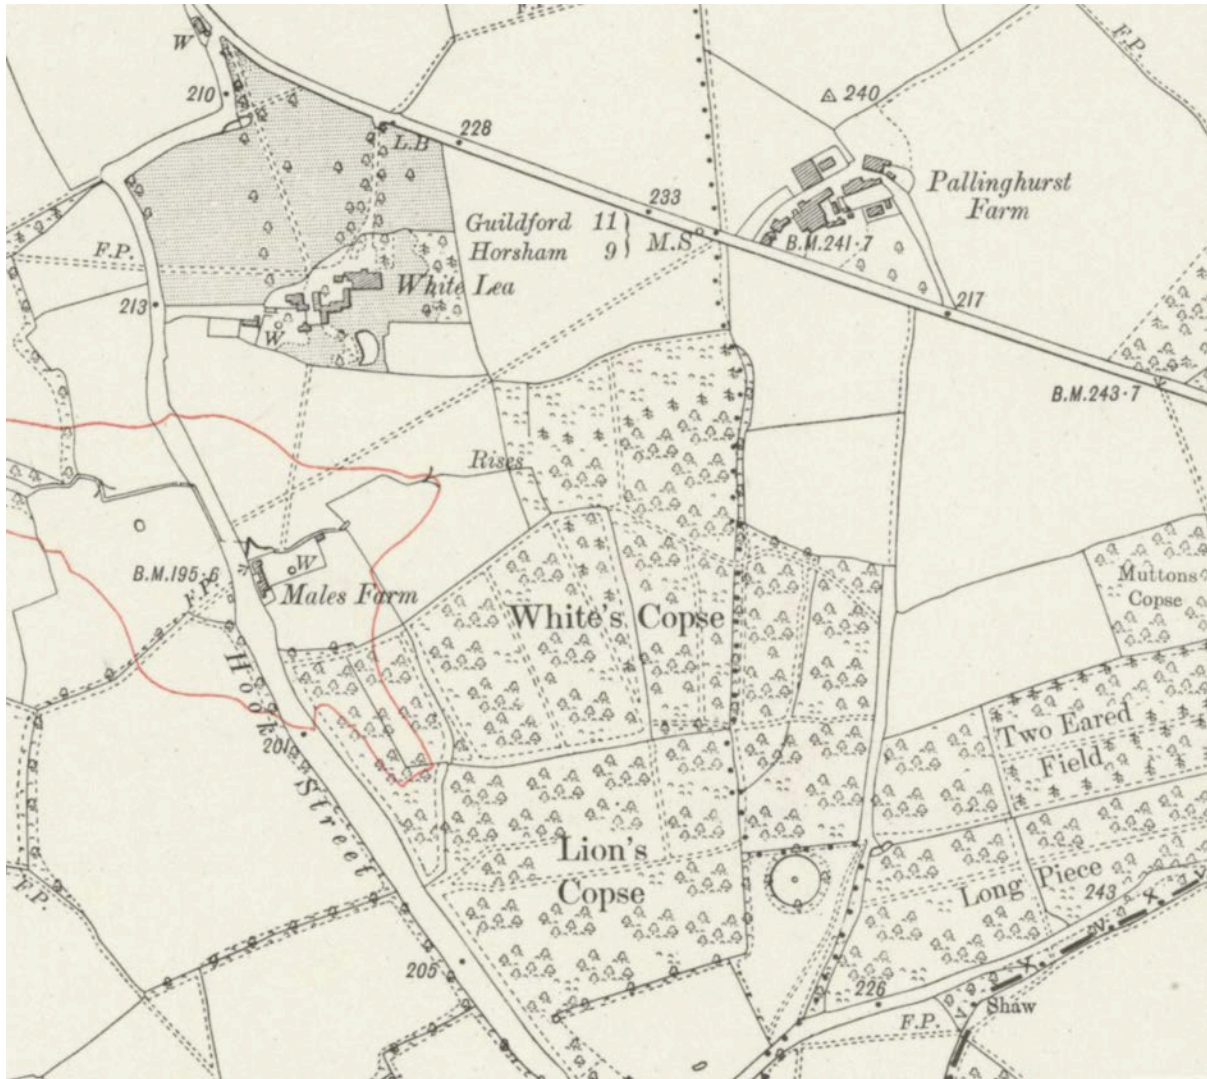 W
F.P.
F.P.
210
L.B
228
240
Pallinghurst
Farm
233
Guildford 11
Horsham 9
M.S
B.M.241·7
F.P.
White Lea
213
W
217
B.M.243·7
Rises
B.M.195·6
F.P.
W
Males Farm
White's Copse
Muttons
Copse
Hook Street
201
Two Eared
Field
Lion's
Copse
Long Piece
243
F.P.
205
226
Shaw
F.P.